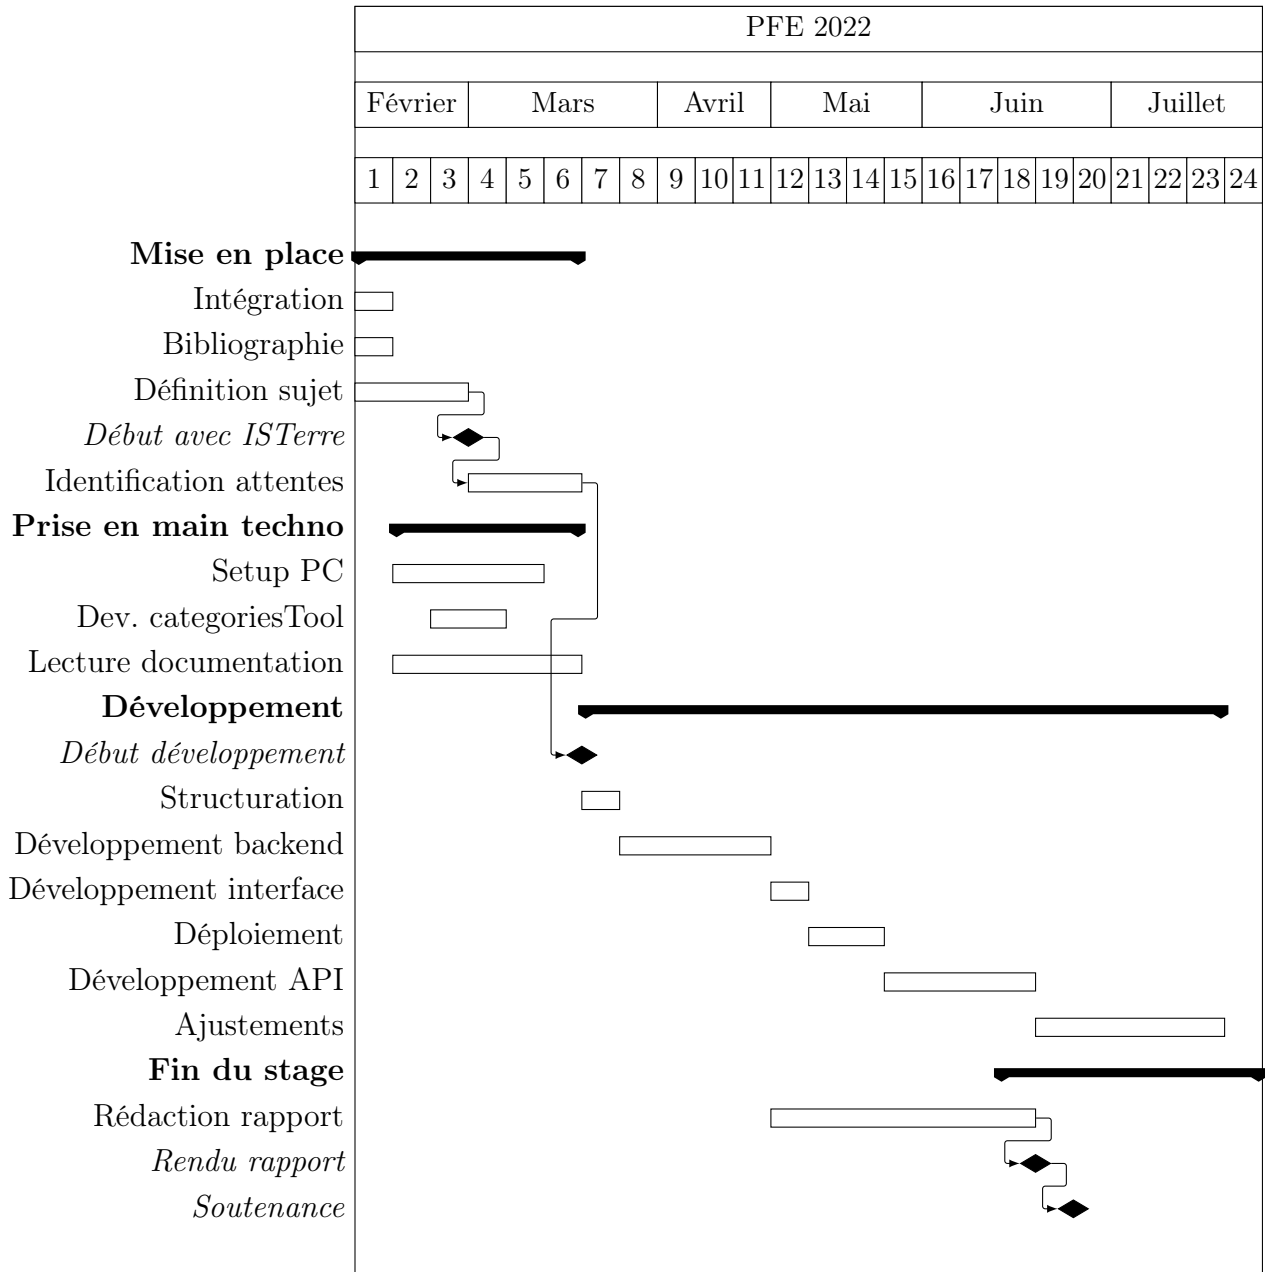 PFE 2022
Février Mars Avril Mai Juin Juillet
1 2 3 4 5 6 7 8 9 10 11 12 13 14 15 16 17 18 19 20 21 22 23 24
Mise en place
Intégration
Bibliographie
Définition sujet
Début avec ISTerre
Identification attentes
Prise en main techno
Setup PC
Dev. categoriesTool
Lecture documentation
Développement
Début développement
Structuration
Développement backend
Développement interface
Déploiement
Développement API
Ajustements
Fin du stage
Rédaction rapport
Rendu rapport
Soutenance